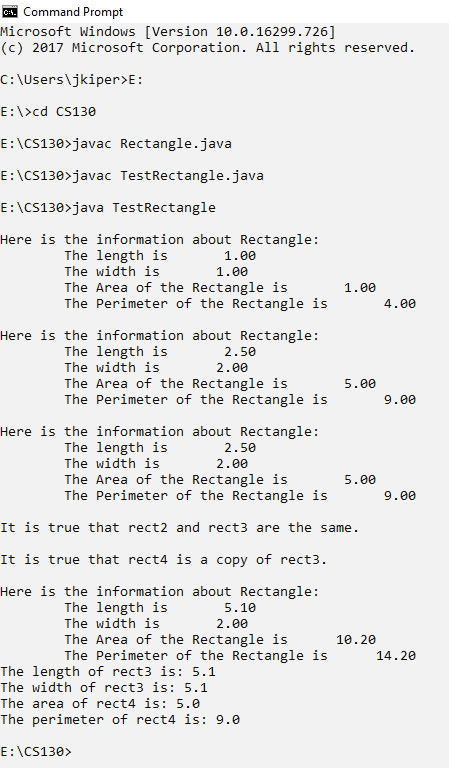 Command Prompt
Microsoft Windows [Version 10.0.16299.726]
(c) 2017 Microsoft Corporation. All rights reserved.
C:\Users\jkiper>E:
E:\>cd CS130
E:\CS130>javac Rectangle.java
E:\CS130>javac TestRectangle.java
E:\CS130>java TestRectangle
Here is the information about Rectangle:
The length is 1.00
The width is 1.00
The Area of the Rectangle is 1.00
The Perimeter of the Rectangle is 4.00
Here is the information about Rectangle:
The length is 2.50
The width is 2.00
The Area of the Rectangle is 5.00
The Perimeter of the Rectangle is 9.00
Here is the information about Rectangle:
The length is 2.50
The width is 2.00
The Area of the Rectangle is 5.00
The Perimeter of the Rectangle is 9.00
It is true that rect2 and rect3 are the same.
It is true that rect4 is a copy of rect3.
Here is the information about Rectangle:
The length is 5.10
The width is 2.00
The Area of the Rectangle is 10.20
The Perimeter of the Rectangle is 14.20
The length of rect3 is: 5.1
The width of rect3 is: 5.1
The area of rect4 is: 5.0
The perimeter of rect4 is: 9.0
E:\CS130>